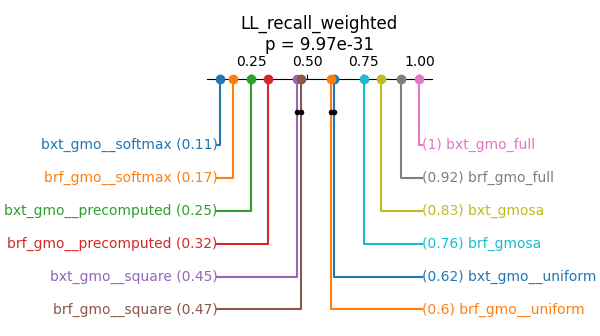 LL_recall_weighted
p = 9.97e-31
0.25 0.50 0.75 1.00
bxt_gmo__softmax (0.11) (1) bxt_gmo_full
brf_gmo__softmax (0.17) (0.92) brf_gmo_full
bxt_gmo__precomputed (0.25) (0.83) bxt_gmosa
brf_gmo__precomputed (0.32) (0.76) brf_gmosa
bxt_gmo__square (0.45) (0.62) bxt_gmo__uniform
brf_gmo__square (0.47) (0.6) brf_gmo__uniform